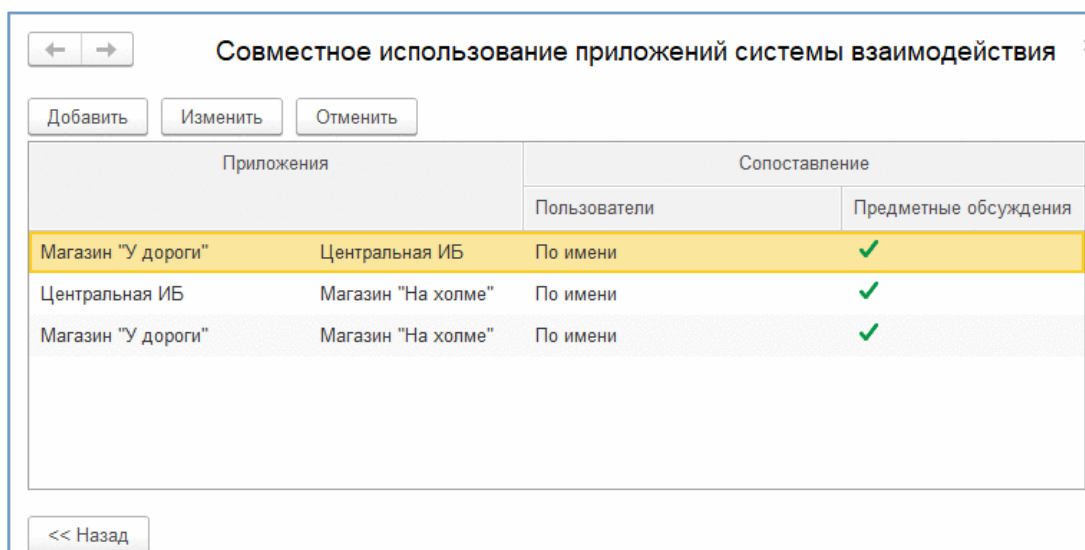 Совместное использование приложений системы взаимодействия
Добавить Изменить Отменить
Приложения Сопоставление
Пользователи Предметные обсуждения
Магазин "У дороги" Центральная ИБ По имени
Центральная ИБ Магазин "На холме" По имени
Магазин "У дороги" Магазин "На холме" По имени
<< Назад